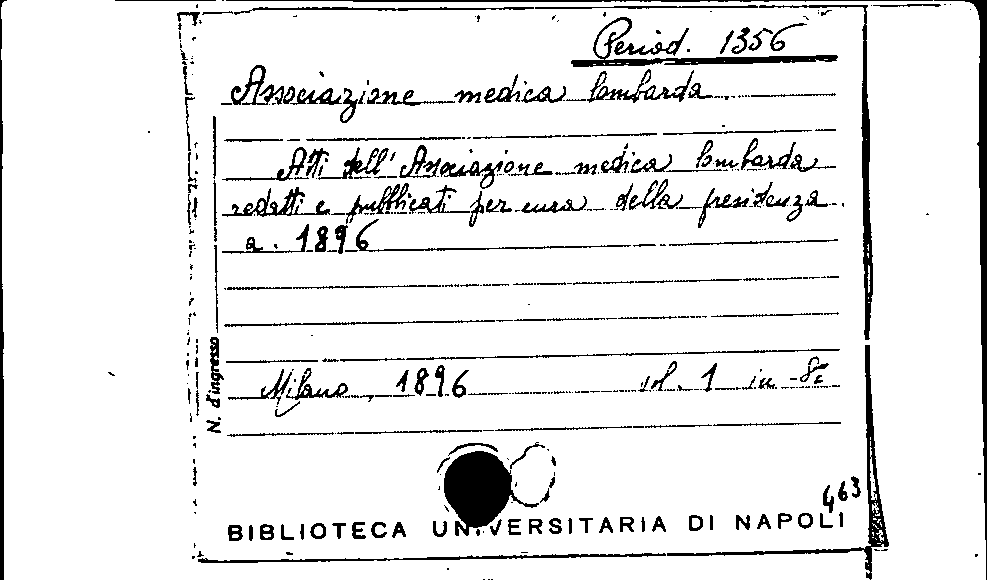 Period. 1356
Associazione medica lombarda.
Atti dell' Associazione medica lombarda
redatti e pubblicati per cura della presidenza.
a. 1896
Milano, 1896 vol. 1 in-8º
N. d'ingresso
463
BIBLIOTECA UNIVERSITARIA DI NAPOLI